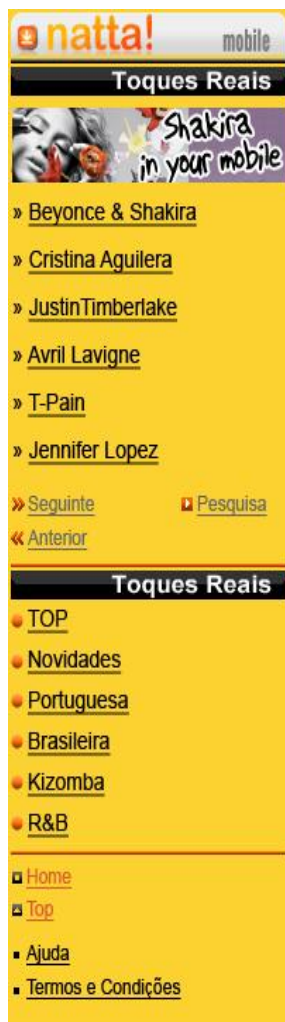 natta!
mobile
Toques Reais
Shakira
in your mobile
» Beyonce & Shakira
» Cristina Aguilera
» JustinTimberlake
» Avril Lavigne
» T-Pain
» Jennifer Lopez
» Seguinte Pesquisa
« Anterior
Toques Reais
TOP
Novidades
Portuguesa
Brasileira
Kizomba
R&B
Home
Top
Ajuda
Termos e Condições